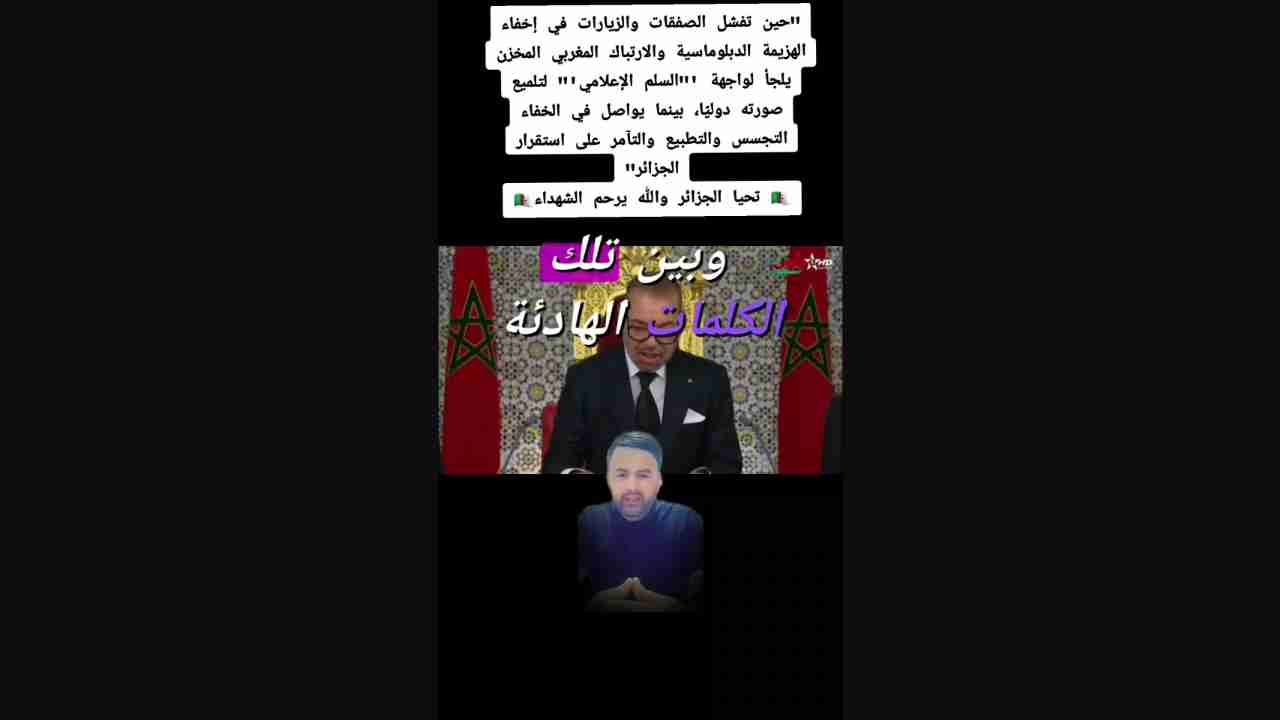 "حين تفشل الصفقات والزيارات في إخفاء
الهزيمة الدبلوماسية والارتباك المغربي المخزن
يلجأ لواجهة '"السلم الإعلامي'" لتلميع
صورته دوليًا، بينما يواصل في الخفاء
التجسس والتطبيع والتآمر على استقرار
الجزائر"
🇩🇿 تحيا الجزائر والله يرحم الشهداء 🇩🇿
وبين تلك
الكلمات الهادئة